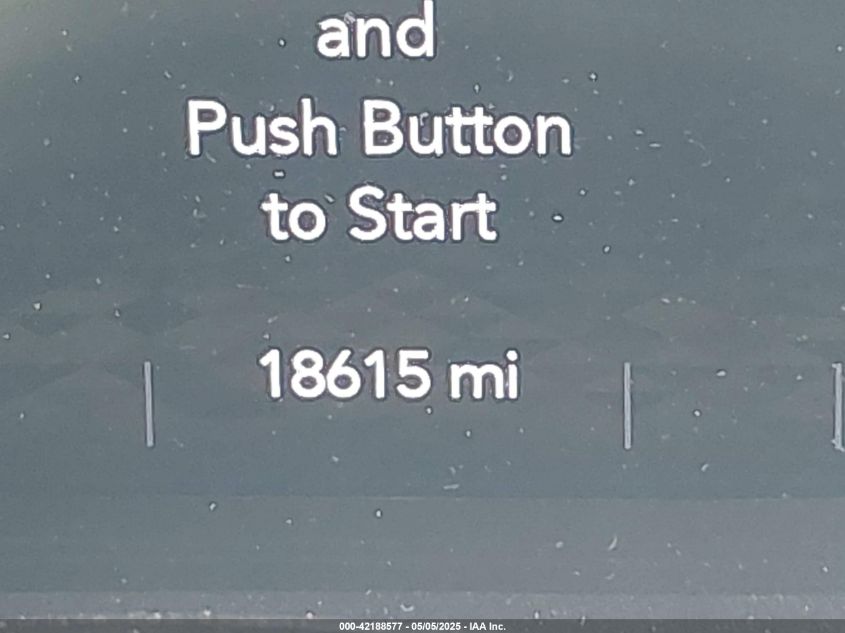 and
Push Button
to Start
18615 mi
000-42188577 - 05/05/2025 - IAA Inc.